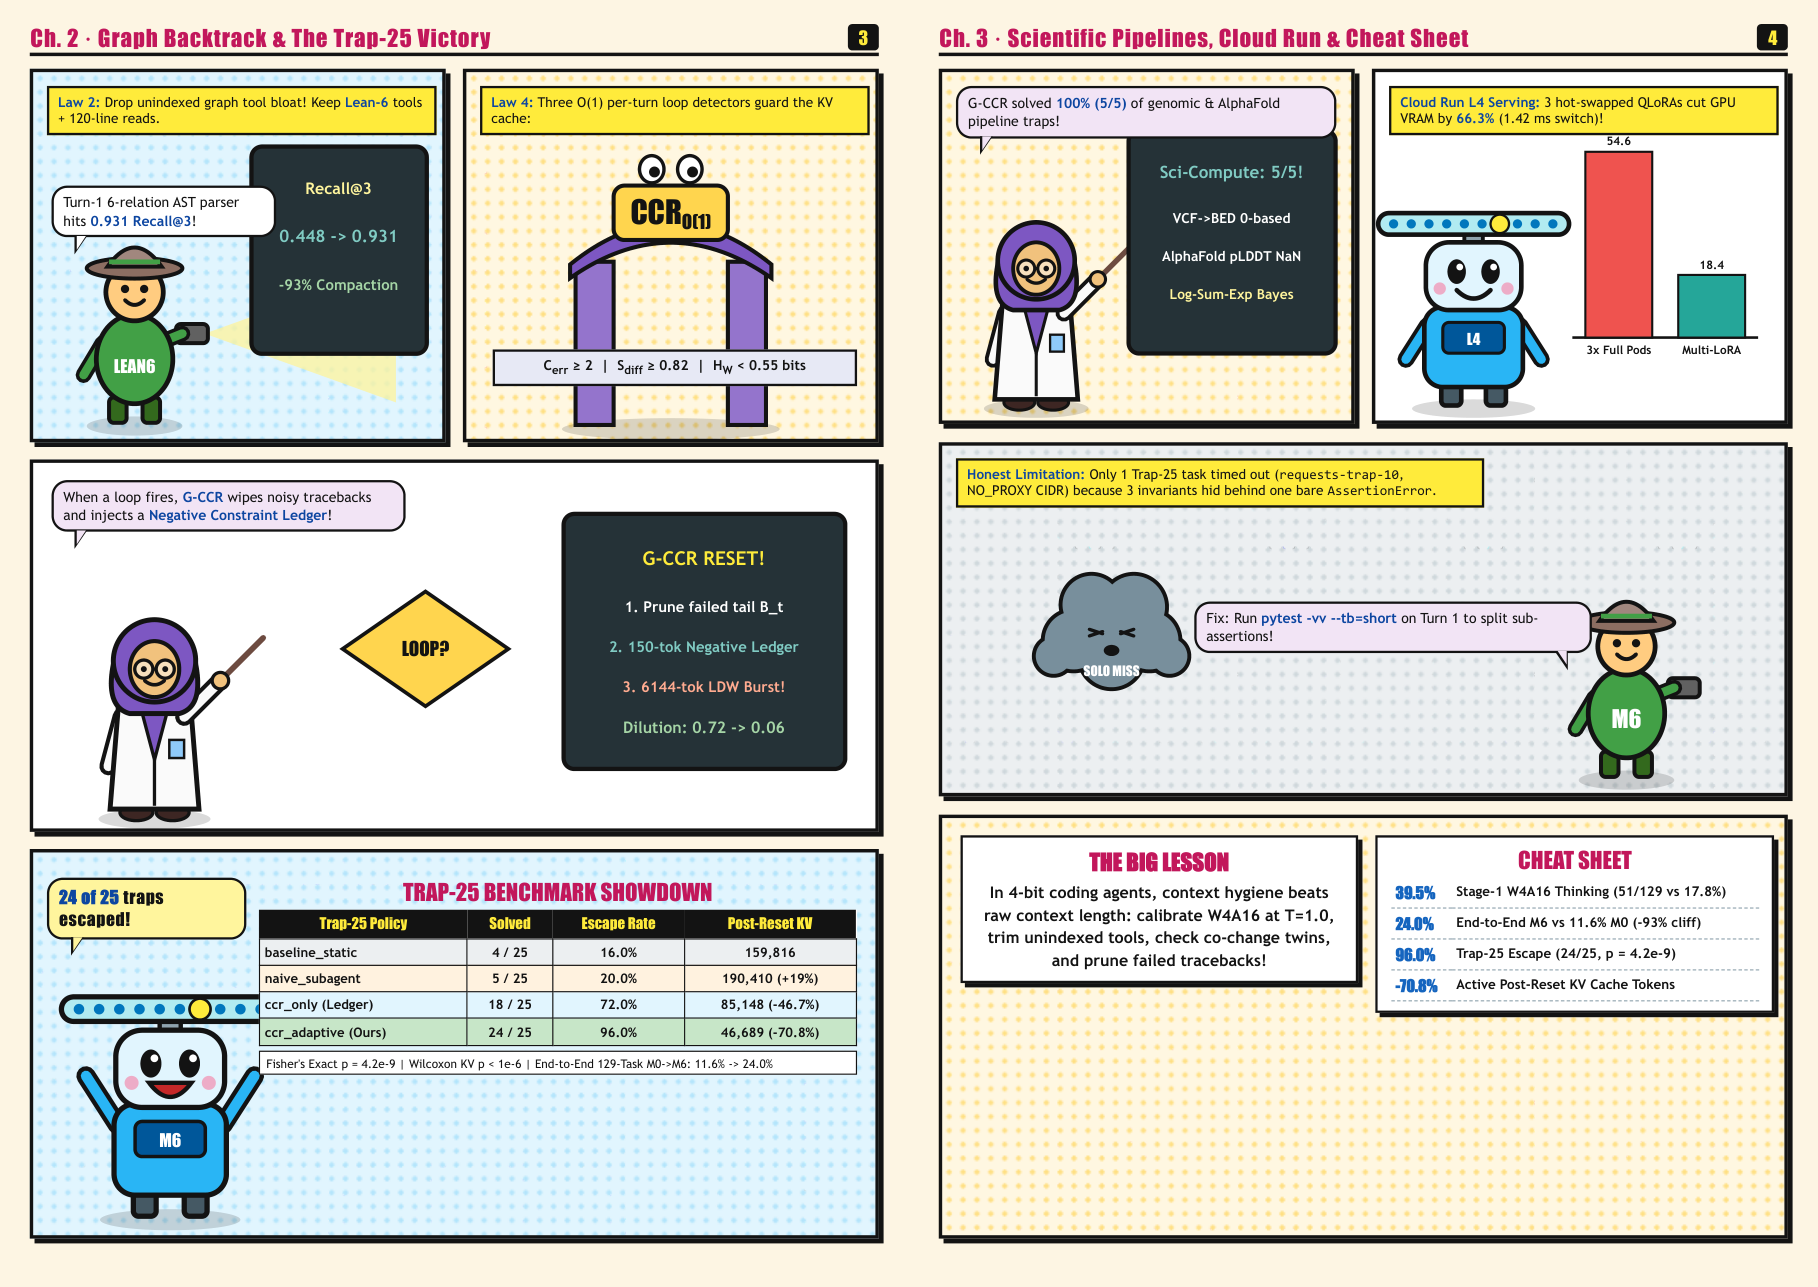 Ch. 2 · Graph Backtrack & The Trap-25 Victory
3
Law 2: Drop unindexed graph tool bloat! Keep Lean-6 tools
+ 120-line reads.
Turn-1 6-relation AST parser
hits 0.931 Recall@3!
Recall@3
0.448 -> 0.931
-93% Compaction
LEAN6
Law 4: Three O(1) per-turn loop detectors guard the KV
cache:
CCRO(1)
Cerr ≥ 2 | Sdiff ≥ 0.82 | HW < 0.55 bits
When a loop fires, G-CCR wipes noisy tracebacks
and injects a Negative Constraint Ledger!
LOOP?
G-CCR RESET!
1. Prune failed tail B_t
2. 150-tok Negative Ledger
3. 6144-tok LDW Burst!
Dilution: 0.72 -> 0.06
24 of 25 traps
escaped!
M6
TRAP-25 BENCHMARK SHOWDOWN
Trap-25 Policy Solved Escape Rate Post-Reset KV
baseline_static 4 / 25 16.0% 159,816
naive_subagent 5 / 25 20.0% 190,410 (+19%)
ccr_only (Ledger) 18 / 25 72.0% 85,148 (-46.7%)
ccr_adaptive (Ours) 24 / 25 96.0% 46,689 (-70.8%)
Fisher's Exact p = 4.2e-9 | Wilcoxon KV p < 1e-6 | End-to-End 129-Task M0->M6: 11.6% -> 24.0%
Ch. 3 · Scientific Pipelines, Cloud Run & Cheat Sheet
4
G-CCR solved 100% (5/5) of genomic & AlphaFold
pipeline traps!
Sci-Compute: 5/5!
VCF->BED 0-based
AlphaFold pLDDT NaN
Log-Sum-Exp Bayes
Cloud Run L4 Serving: 3 hot-swapped QLoRAs cut GPU
VRAM by 66.3% (1.42 ms switch)!
54.6
18.4
3x Full Pods
Multi-LoRA
L4
Honest Limitation: Only 1 Trap-25 task timed out (requests-trap-10,
NO_PROXY CIDR) because 3 invariants hid behind one bare AssertionError.
SOLO MISS
Fix: Run pytest -vv --tb=short on Turn 1 to split sub-
assertions!
M6
THE BIG LESSON
In 4-bit coding agents, context hygiene beats
raw context length: calibrate W4A16 at T=1.0,
trim unindexed tools, check co-change twins,
and prune failed tracebacks!
CHEAT SHEET
39.5% Stage-1 W4A16 Thinking (51/129 vs 17.8%)
24.0% End-to-End M6 vs 11.6% M0 (-93% cliff)
96.0% Trap-25 Escape (24/25, p = 4.2e-9)
-70.8% Active Post-Reset KV Cache Tokens